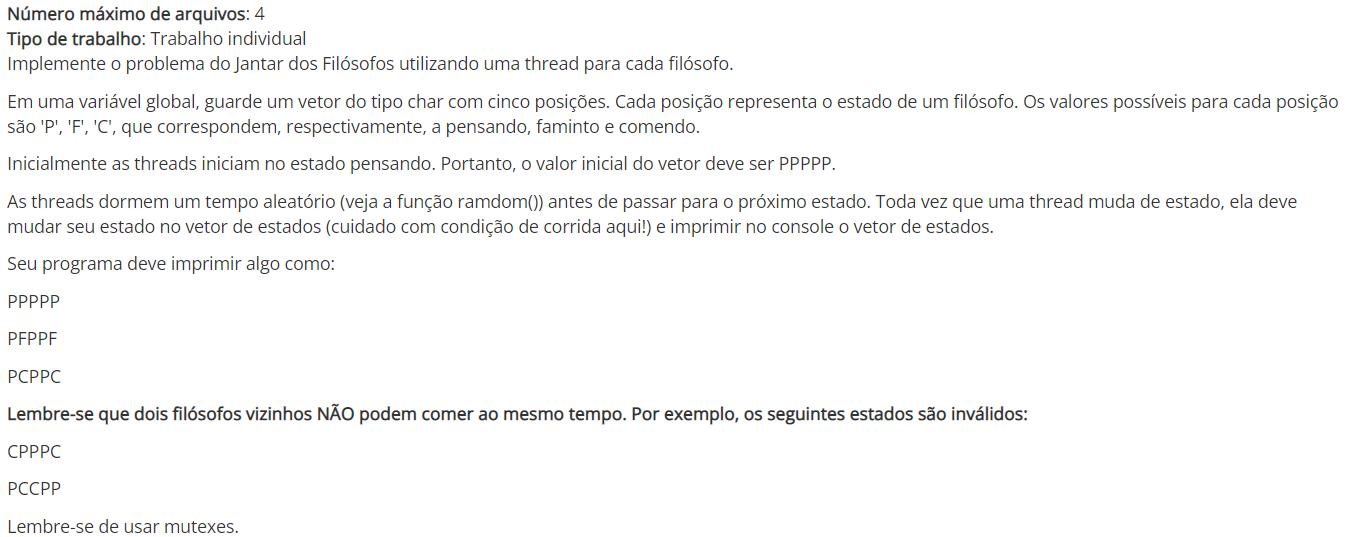 Número máximo de arquivos: 4
Tipo de trabalho: Trabalho individual
Implemente o problema do Jantar dos Filósofos utilizando uma thread para cada filósofo.
Em uma variável global, guarde um vetor do tipo char com cinco posições. Cada posição representa o estado de um filósofo. Os valores possíveis para cada posição
são 'P', 'F', 'C', que correspondem, respectivamente, a pensando, faminto e comendo.
Inicialmente as threads iniciam no estado pensando. Portanto, o valor inicial do vetor deve ser PPPPP.
As threads dormem um tempo aleatório (veja a função ramdom()) antes de passar para o próximo estado. Toda vez que uma thread muda de estado, ela deve
mudar seu estado no vetor de estados (cuidado com condição de corrida aqui!) e imprimir no console o vetor de estados.
Seu programa deve imprimir algo como:
PPPPP
PFPPF
PCPPC
Lembre-se que dois filósofos vizinhos NÃO podem comer ao mesmo tempo. Por exemplo, os seguintes estados são inválidos:
CPPPC
PCCPP
Lembre-se de usar mutexes.